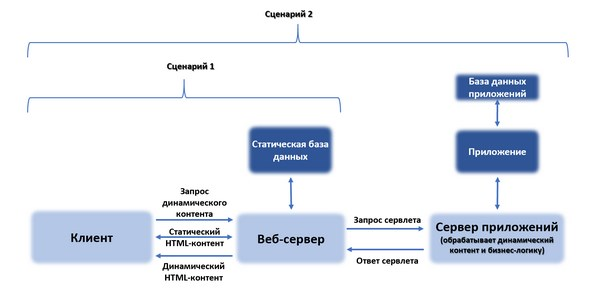 Сценарий 2
Сценарий 1
База данных
приложений
Статическая база
данных
Приложение
Запрос
динамического
контента
Статический
HTML-контент
Динамический
HTML-контент
Клиент
Веб-сервер
Запрос сервлета
Ответ сервлета
Сервер приложений
(обрабатывает динамический
контент и бизнес-логику)